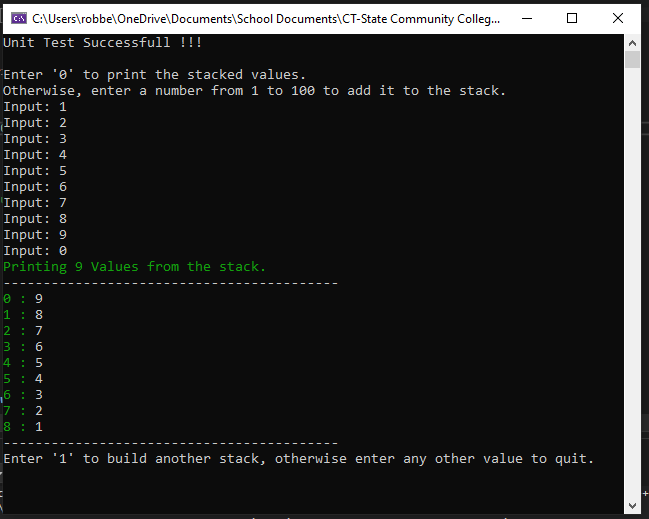 C:\Users\robbe\OneDrive\Documents\School Documents\CT-State Community Colleg...
Unit Test Successfull !!!
Enter '0' to print the stacked values.
Otherwise, enter a number from 1 to 100 to add it to the stack.
Input: 1
Input: 2
Input: 3
Input: 4
Input: 5
Input: 6
Input: 7
Input: 8
Input: 9
Input: 0
Printing 9 Values from the stack.
------------------------------------------
0 : 9
1 : 8
2 : 7
3 : 6
4 : 5
5 : 4
6 : 3
7 : 2
8 : 1
------------------------------------------
Enter '1' to build another stack, otherwise enter any other value to quit.